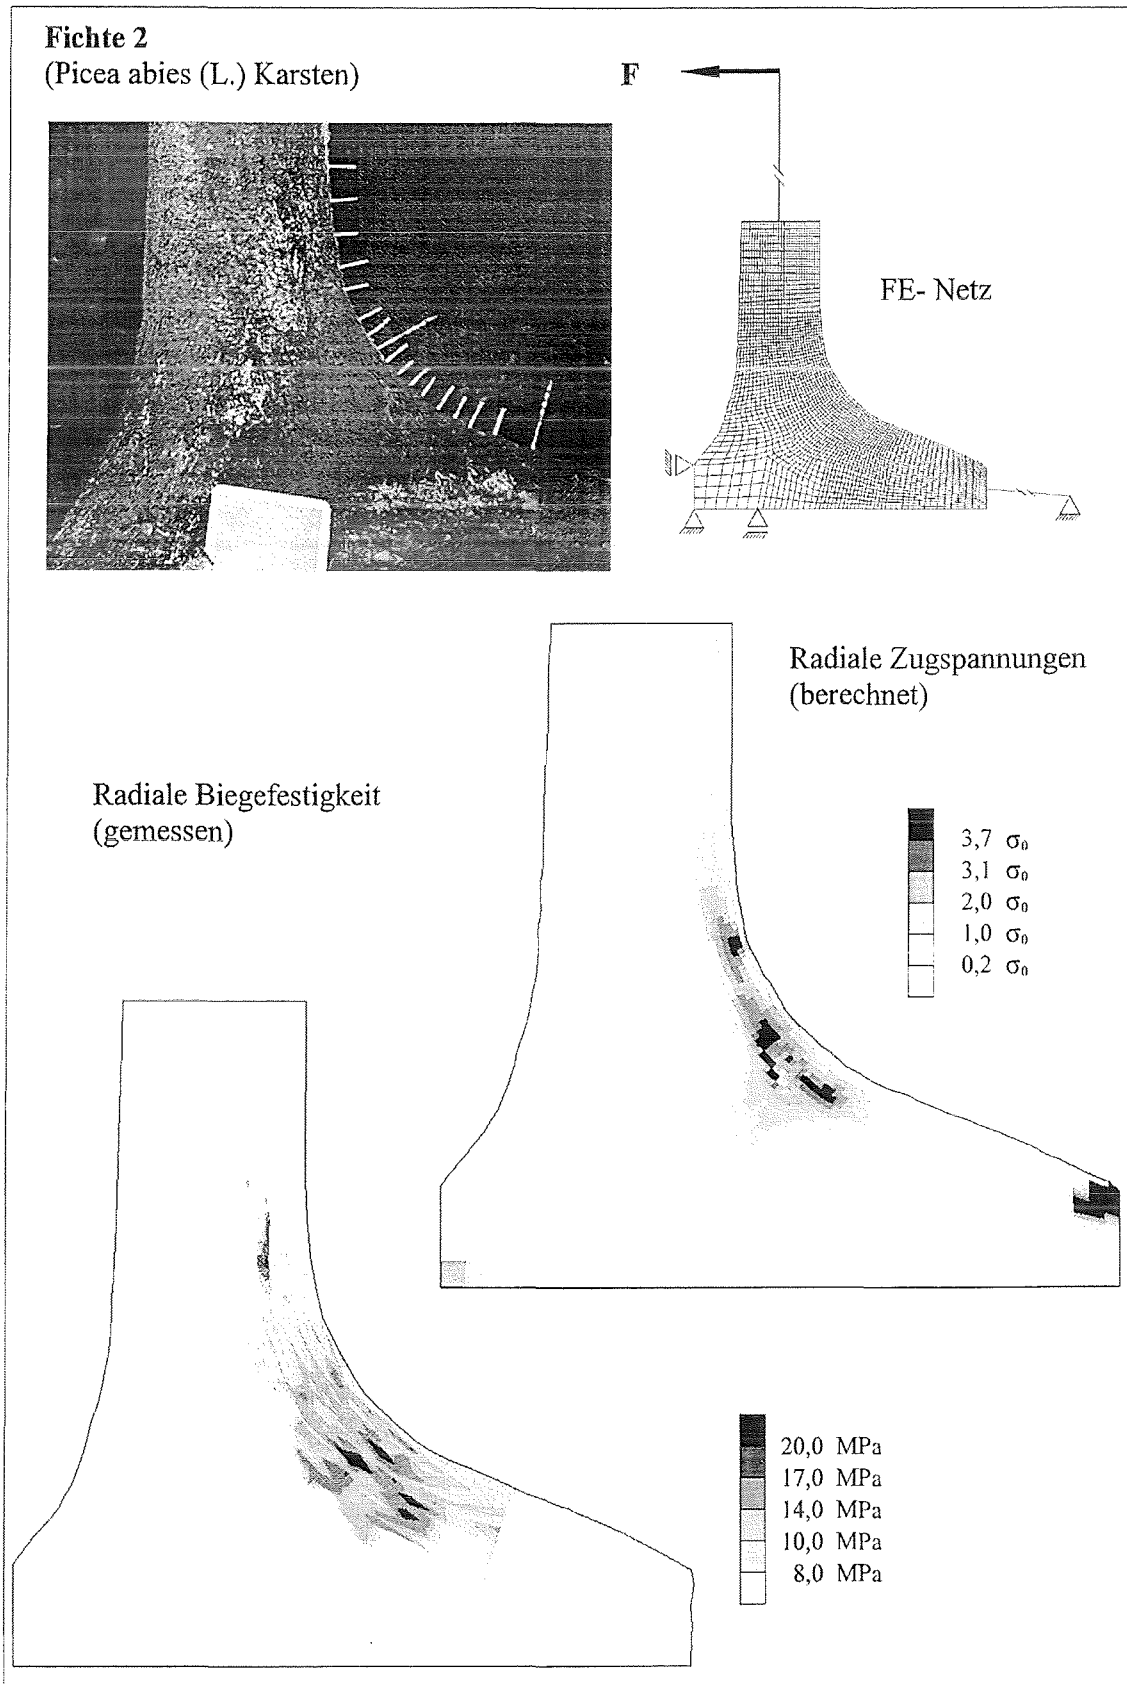 Fichte 2
(Picea abies (L.) Karsten)
F
FE- Netz
Radiale Zugspannungen
(berechnet)
3,7 σ₀
3,1 σ₀
2,0 σ₀
1,0 σ₀
0,2 σ₀
Radiale Biegefestigkeit
(gemessen)
20,0 MPa
17,0 MPa
14,0 MPa
10,0 MPa
8,0 MPa